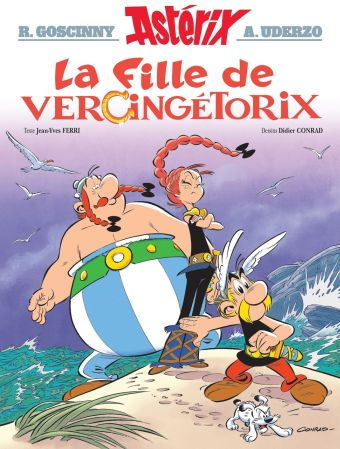 R. GOSCINNY Astérix A. UDERZO
La Fille de
VERCINGÉTORIX
Texte Jean-Yves FERRI Dessin Didier CONRAD
CONRAD-